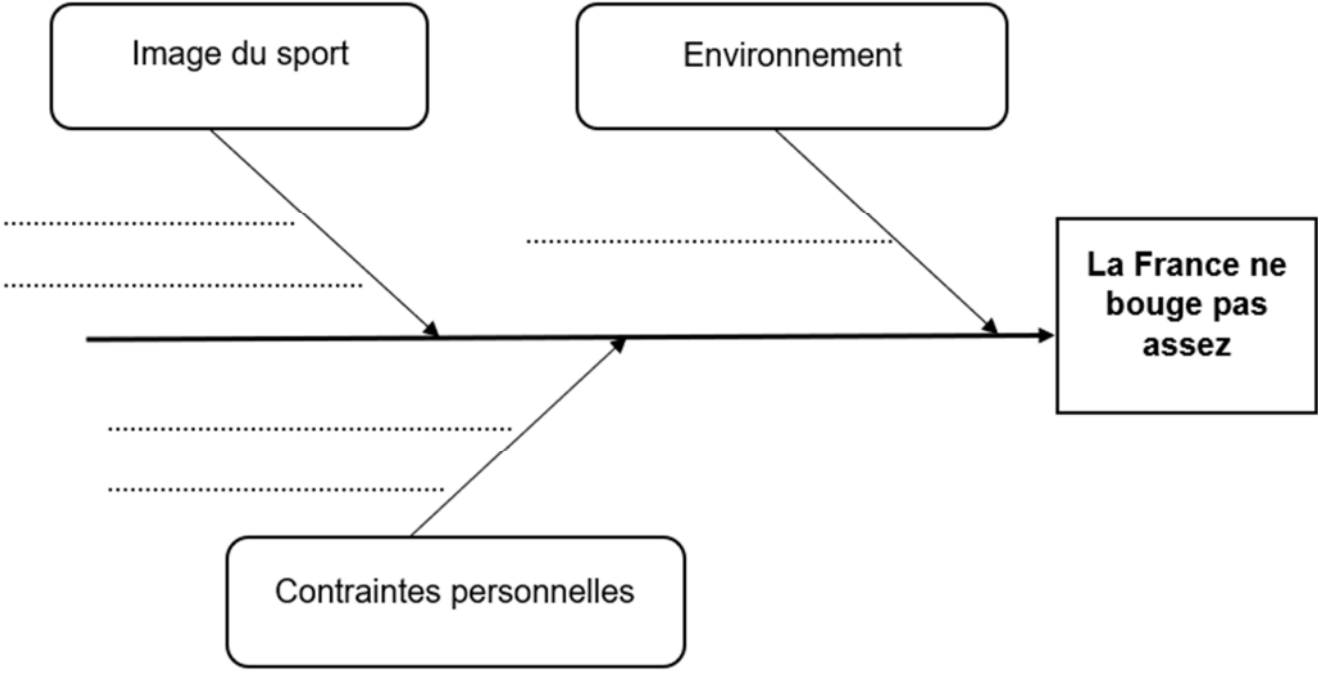 Image du sport
Environnement
La France ne
bouge pas
assez
Contraintes personnelles